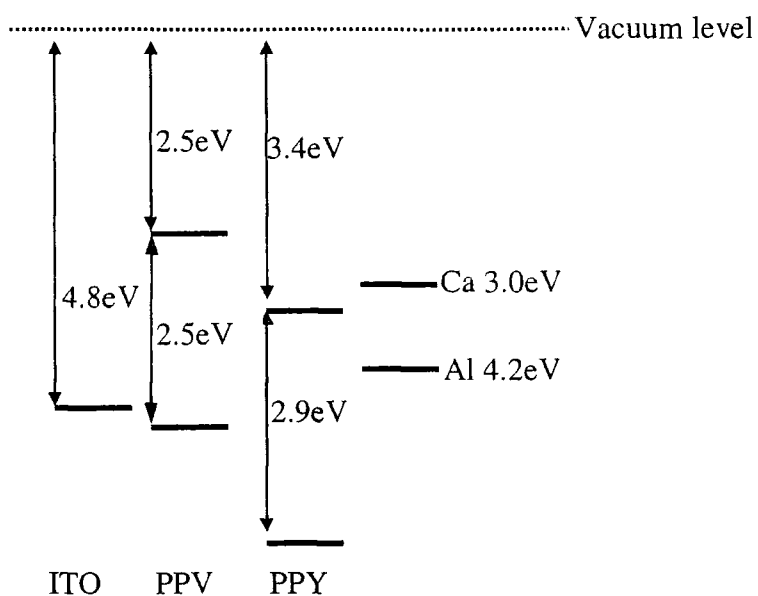 Vacuum level
2.5eV
3.4eV
4.8eV
2.5eV
Ca 3.0eV
Al 4.2eV
2.9eV
ITO PPV PPY